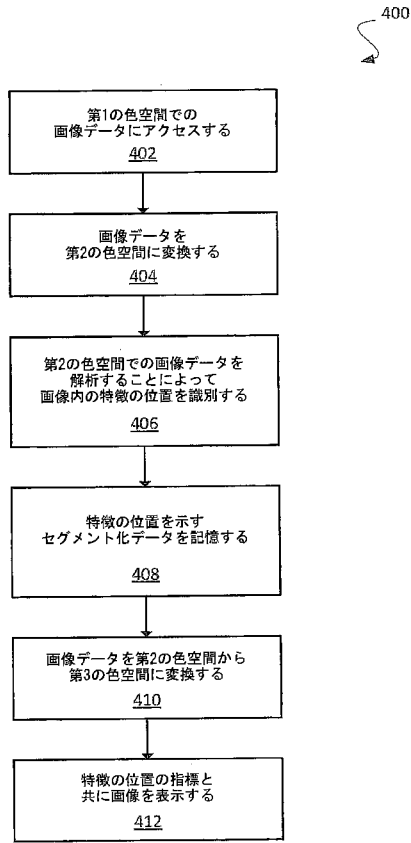 400
第1の色空間での
画像データにアクセスする
402
画像データを
第2の色空間に変換する
404
第2の色空間での画像データを
解析することによって
画像内の特徴の位置を識別する
406
特徴の位置を示す
セグメント化データを記憶する
408
画像データを第2の色空間から
第3の色空間に変換する
410
特徴の位置の指標と
共に画像を表示する
412